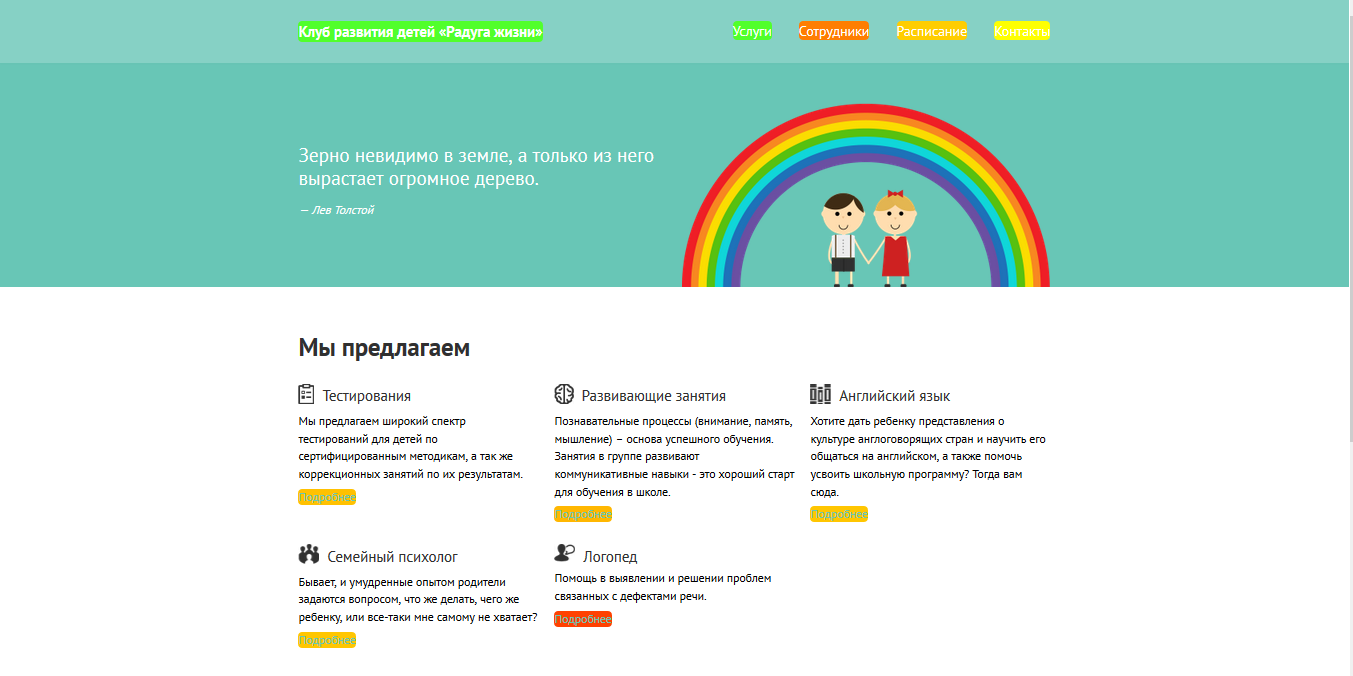 Клуб развития детей «Радуга жизни»
Услуги
Сотрудники
Расписание
Контакты
Зерно невидимо в земле, а только из него
вырастает огромное дерево.
— Лев Толстой
Мы предлагаем
Тестирования
Мы предлагаем широкий спектр
тестирований для детей по
сертифицированным методикам, а так же
коррекционных занятий по их результатам.
Подробнее
Развивающие занятия
Познавательные процессы (внимание, память,
мышление) – основа успешного обучения.
Занятия в группе развивают
коммуникативные навыки - это хороший старт
для обучения в школе.
Подробнее
Английский язык
Хотите дать ребенку представления о
культуре англоговорящих стран и научить его
общаться на английском, а также помочь
усвоить школьную программу? Тогда вам
сюда.
Подробнее
Семейный психолог
Бывает, и умудренные опытом родители
задаются вопросом, что же делать, чего же
ребенку, или все-таки мне самому не хватает?
Подробнее
Логопед
Помощь в выявлении и решении проблем
связанных с дефектами речи.
Подробнее